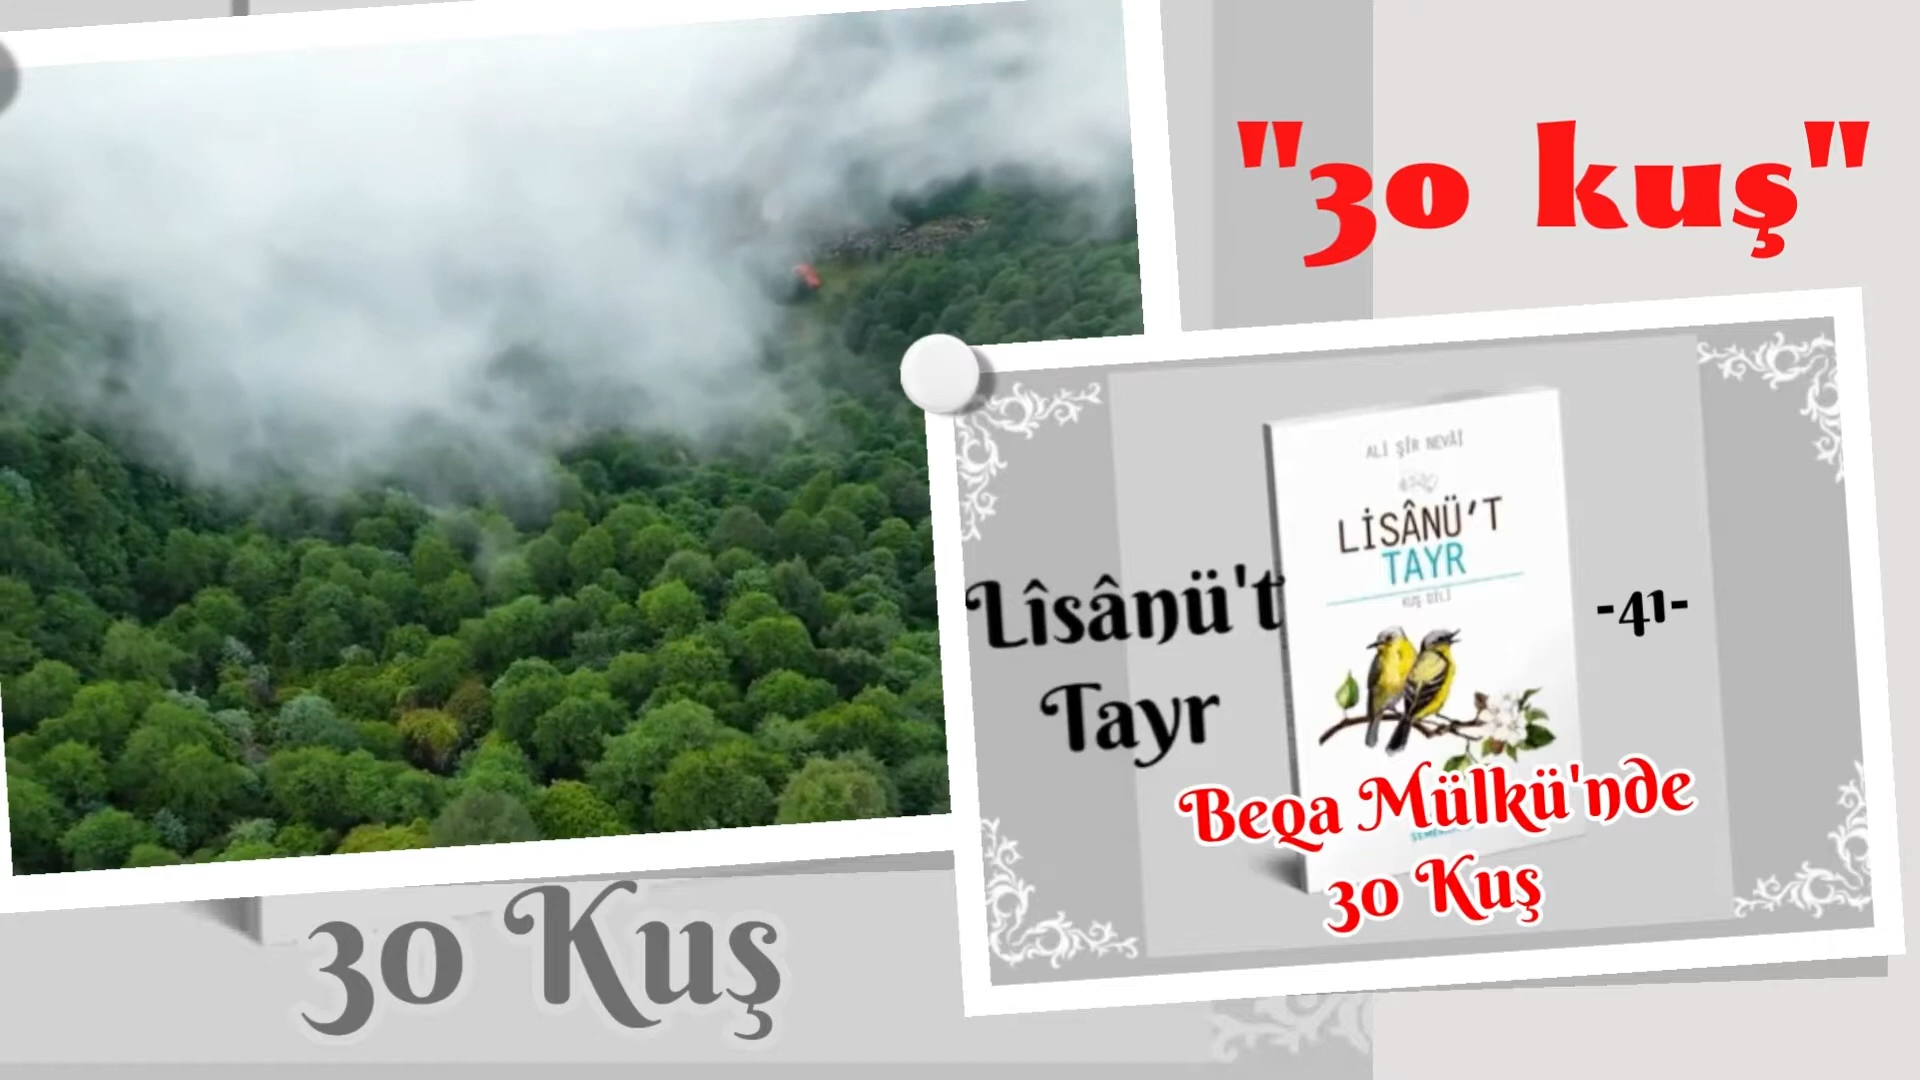 "30 kuş"
ALİ ŞİR NEVÂÎ
LİSÂNÜ'T
TAYR
KUŞ DİLİ
Lîsânü't
Tayr
-41-
Beqa Mülkü'nde
30 Kuş
30 Kuş